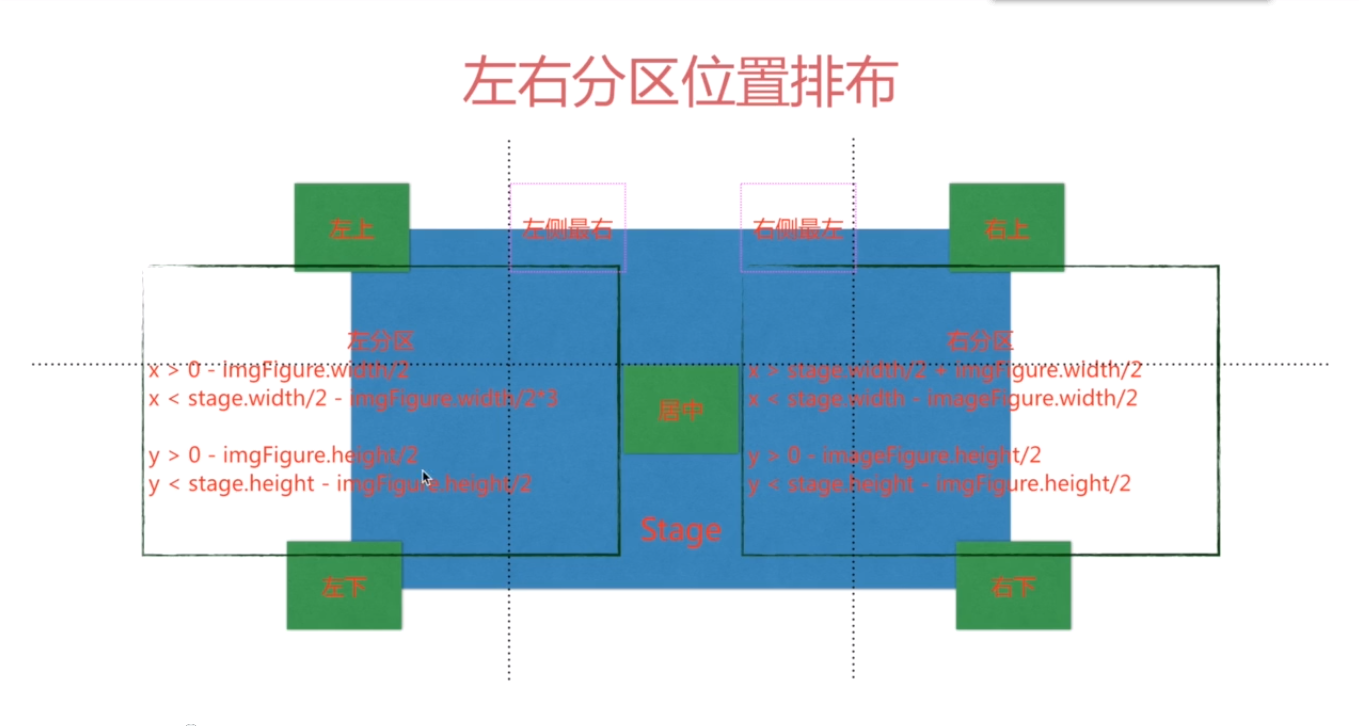 左右分区位置排布
左上
左侧最右
右侧最左
右上
左分区
x > 0 - imgFigure.width/2
x < stage.width/2 - imgFigure.width/2*3
y > 0 - imgFigure.height/2
y < stage.height - imgFigure.height/2
居中
右分区
x > stage.width/2 + imgFigure.width/2
x < stage.width - imageFigure.width/2
y > 0 - imageFigure.height/2
y < stage.height - imgFigure.height/2
Stage
左下
右下